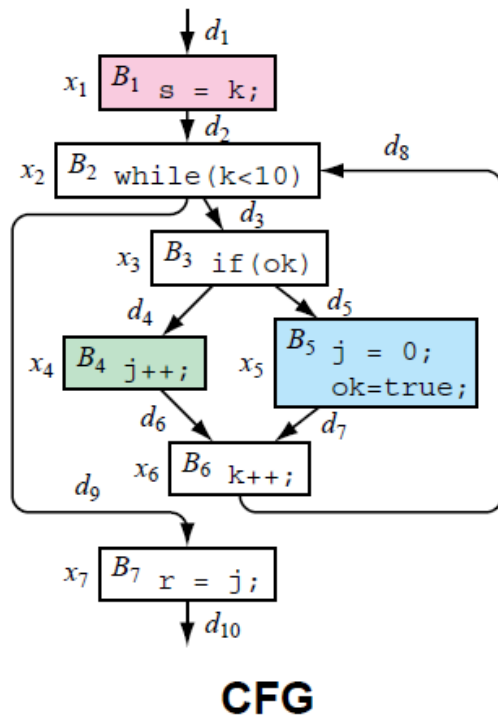 d1
x1 B1 s = k;
d2
d8
x2 B2 while(k<10)
d3
x3 B3 if(ok)
d4 d5
x4 B4 j++;
x5 B5 j = 0;
ok=true;
d6 d7
x6 B6 k++;
d9
x7 B7 r = j;
d10
CFG